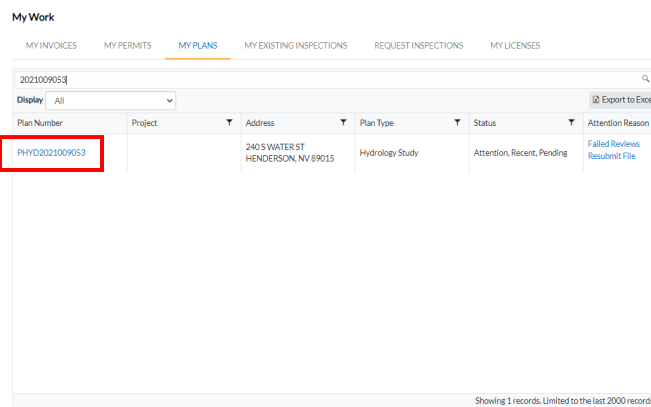 My Work
MY INVOICES MY PERMITS MY PLANS MY EXISTING INSPECTIONS REQUEST INSPECTIONS MY LICENSES
2021009053
Display All Export to Exce
Plan Number Project Address Plan Type Status Attention Reason
PHYD2021009053 240 S WATER ST HENDERSON, NV 89015 Hydrology Study Attention, Recent, Pending Failed Reviews Resubmit File
Showing 1 records. Limited to the last 2000 records